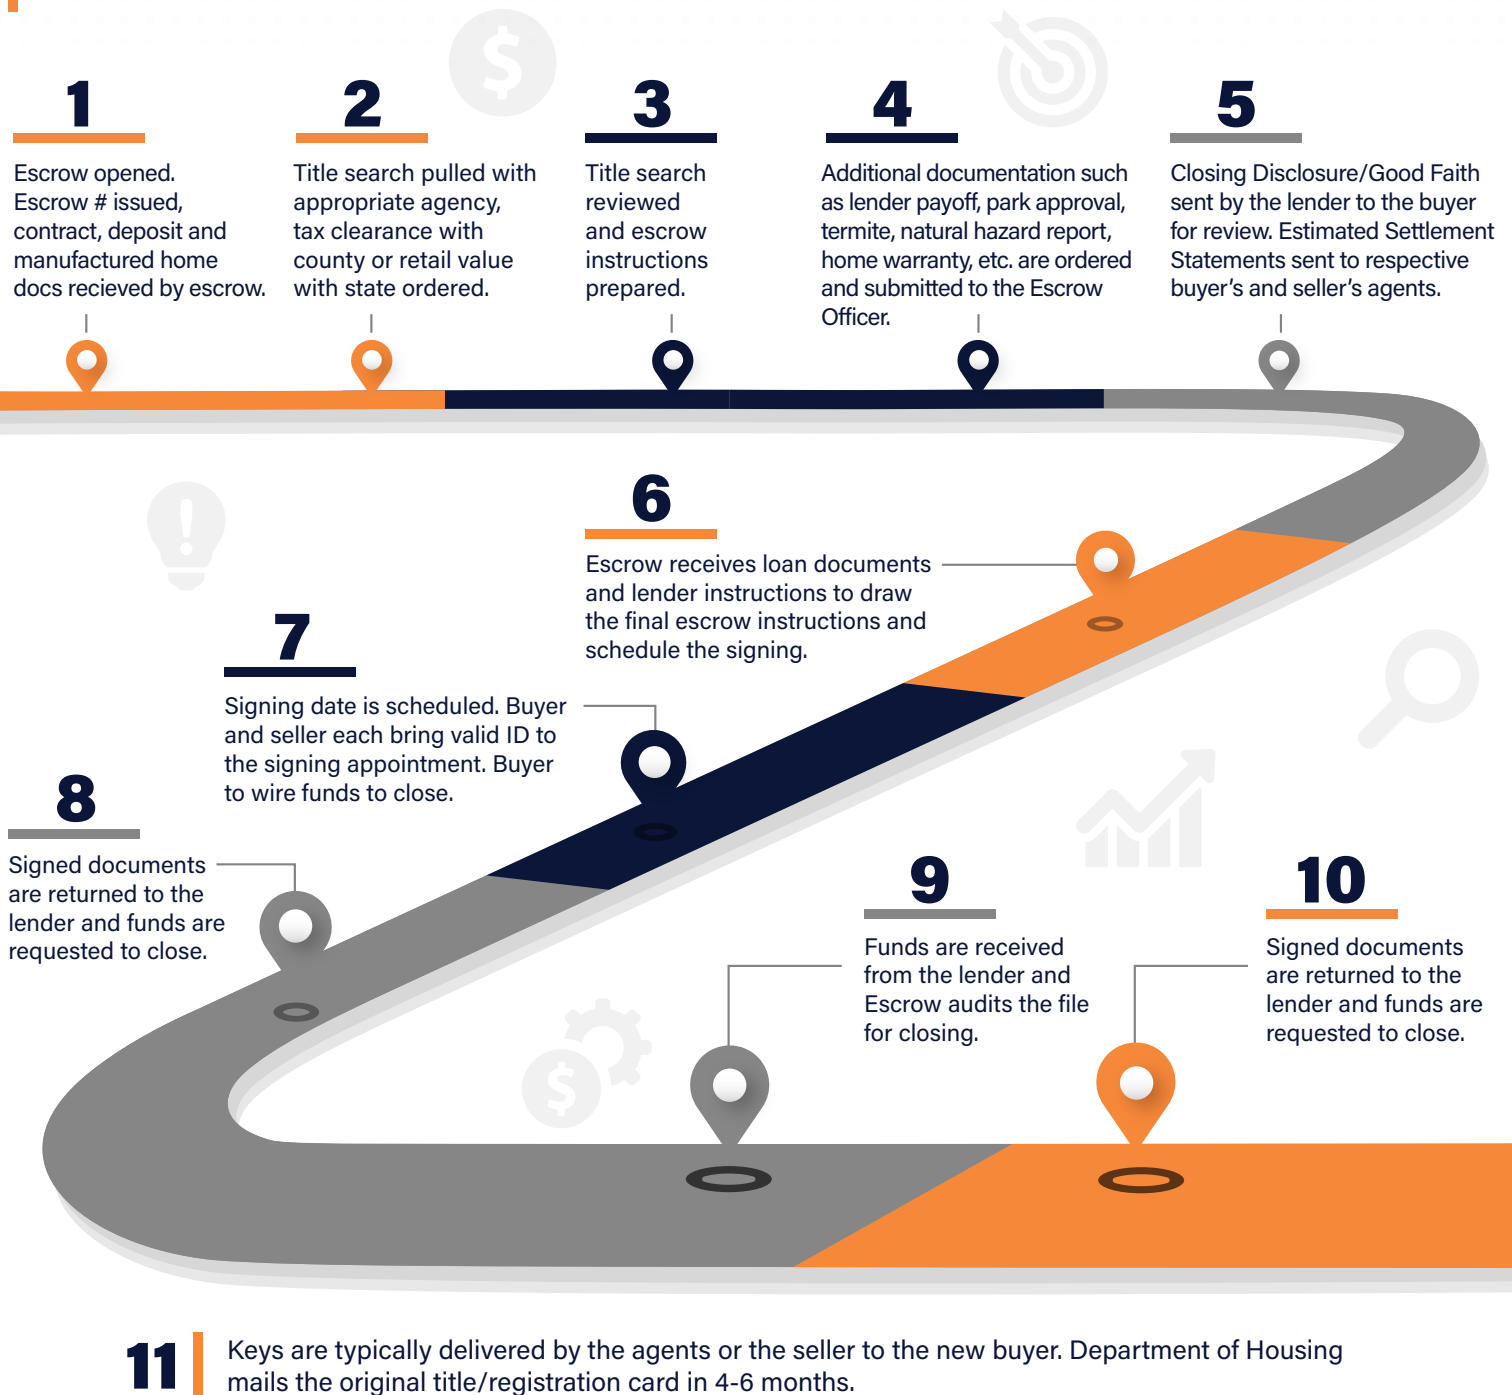 1
Escrow opened.
Escrow # issued,
contract, deposit and
manufactured home
docs recieved by escrow.
2
Title search pulled with
appropriate agency,
tax clearance with
county or retail value
with state ordered.
3
Title search
reviewed
and escrow
instructions
prepared.
4
Additional documentation such
as lender payoff, park approval,
termite, natural hazard report,
home warranty, etc. are ordered
and submitted to the Escrow
Officer.
5
Closing Disclosure/Good Faith
sent by the lender to the buyer
for review. Estimated Settlement
Statements sent to respective
buyer's and seller's agents.
6
Escrow receives loan documents
and lender instructions to draw
the final escrow instructions and
schedule the signing.
7
Signing date is scheduled. Buyer
and seller each bring valid ID to
the signing appointment. Buyer
to wire funds to close.
8
Signed documents
are returned to the
lender and funds are
requested to close.
9
Funds are received
from the lender and
Escrow audits the file
for closing.
10
Signed documents
are returned to the
lender and funds are
requested to close.
11
Keys are typically delivered by the agents or the seller to the new buyer. Department of Housing
mails the original title/registration card in 4-6 months.